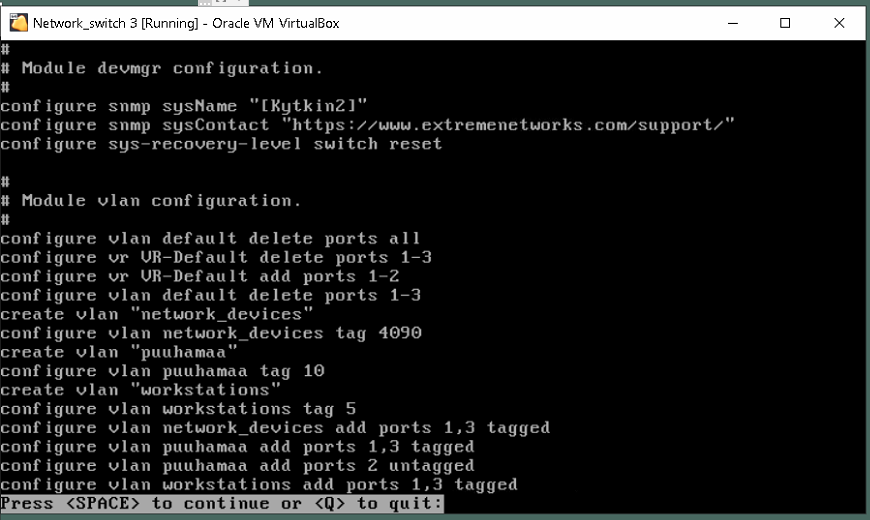 Network_switch 3 [Running] - Oracle VM VirtualBox
#
# Module devmgr configuration.
#
configure snmp sysName "[Kytkin2]"
configure snmp sysContact "https://www.extremenetworks.com/support/"
configure sys-recovery-level switch reset
#
# Module vlan configuration.
#
configure vlan default delete ports all
configure vr VR-Default delete ports 1-3
configure vr VR-Default add ports 1-2
configure vlan default delete ports 1-3
create vlan "network_devices"
configure vlan network_devices tag 4090
create vlan "puuhamaa"
configure vlan puuhamaa tag 10
create vlan "workstations"
configure vlan workstations tag 5
configure vlan network_devices add ports 1,3 tagged
configure vlan puuhamaa add ports 1,3 tagged
configure vlan puuhamaa add ports 2 untagged
configure vlan workstations add ports 1,3 tagged
Press <SPACE> to continue or <Q> to quit: